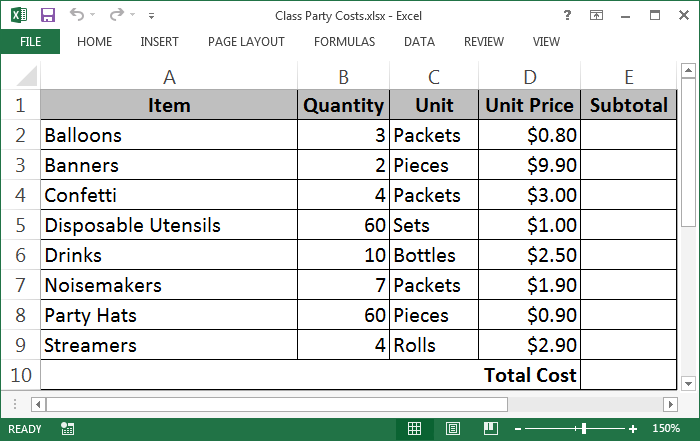 Class Party Costs.xlsx - Excel
FILE HOME INSERT PAGE LAYOUT FORMULAS DATA REVIEW VIEW
A B C D E
1 Item Quantity Unit Unit Price Subtotal
2 Balloons 3 Packets $0.80
3 Banners 2 Pieces $9.90
4 Confetti 4 Packets $3.00
5 Disposable Utensils 60 Sets $1.00
6 Drinks 10 Bottles $2.50
7 Noisemakers 7 Packets $1.90
8 Party Hats 60 Pieces $0.90
9 Streamers 4 Rolls $2.90
10 Total Cost
READY 150%